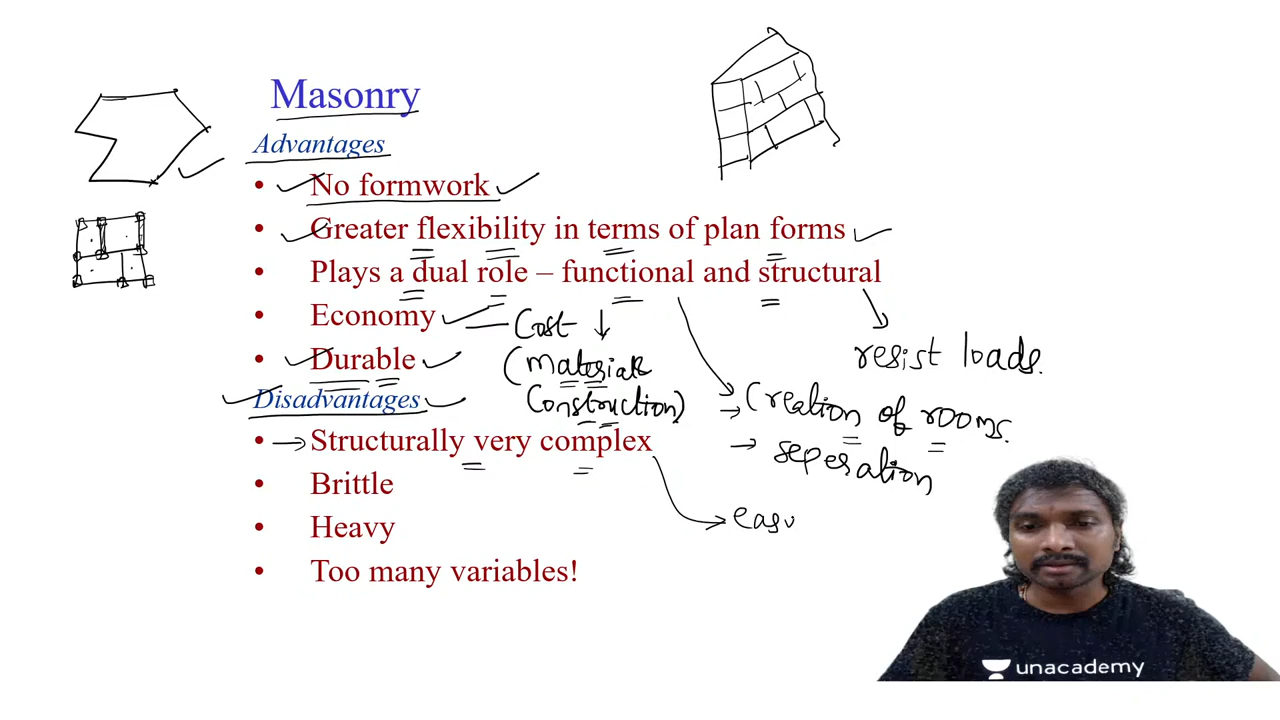 Masonry
Advantages
• No formwork
• Greater flexibility in terms of plan forms
• Plays a dual role – functional and structural
• Economy
Cost ↓
(materials
Construction)
resist loads.
• Durable
→ Creation of rooms.
→ seperation
Disadvantages
• → Structurally very complex
easy
• Brittle
• Heavy
• Too many variables!
unacademy